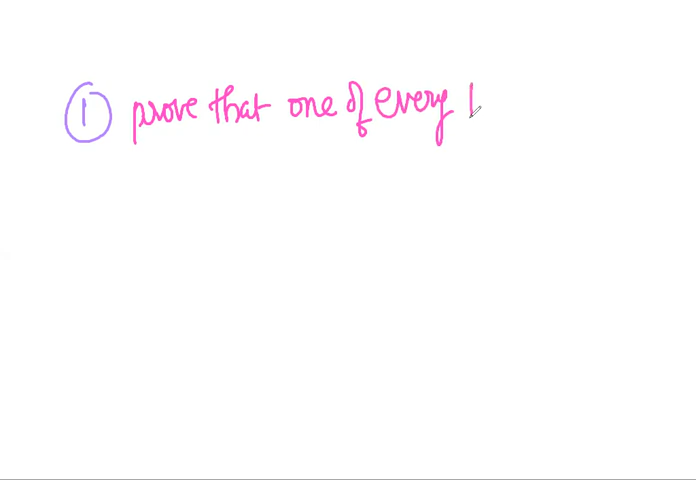 ① prove that one of every